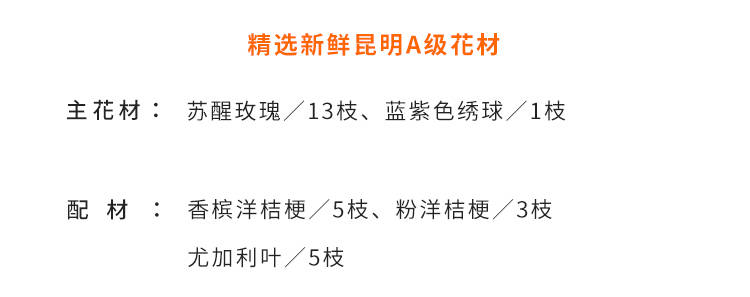 精选新鲜昆明A级花材
主花材： 苏醒玫瑰／13枝、蓝紫色绣球／1枝
配材： 香槟洋桔梗／5枝、粉洋桔梗／3枝
尤加利叶／5枝